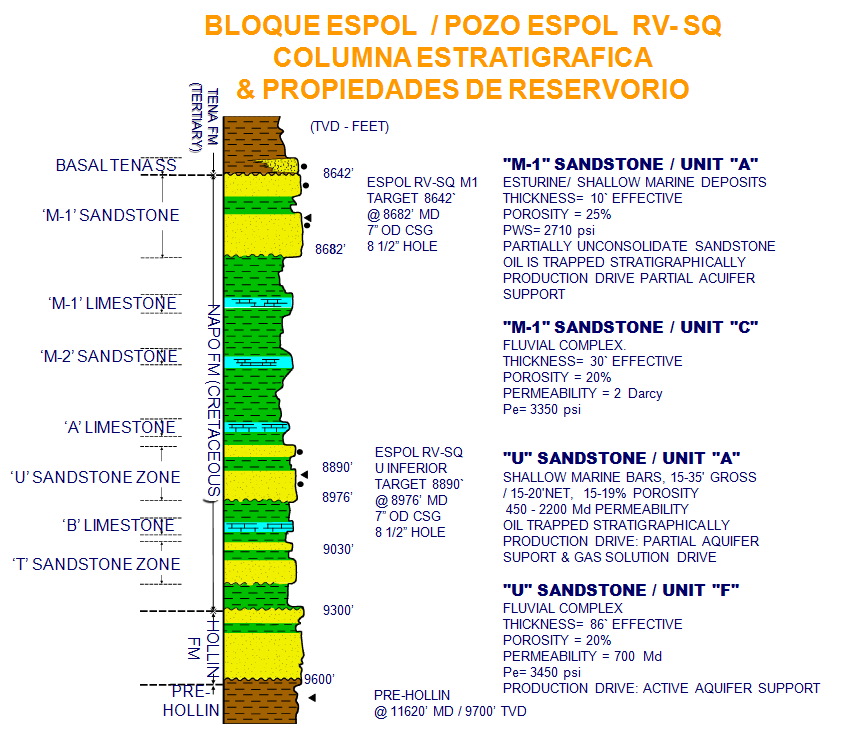 BLOQUE ESPOL / POZO ESPOL RV- SQ
COLUMNA ESTRATIGRAFICA
& PROPIEDADES DE RESERVORIO
TENA FM
(TERTIARY)
(TVD - FEET)
BASAL TENA SS
8642'
'M-1' SANDSTONE
8682'
'M-1' LIMESTONE
'M-2' SANDSTONE
NAPO FM (CRETACEOUS)
'A' LIMESTONE
8890'
'U' SANDSTONE ZONE
8976'
'B' LIMESTONE
9030'
'T' SANDSTONE ZONE
9300'
HOLLIN
FM
9600'
PRE-
HOLLIN
ESPOL RV-SQ M1
TARGET 8642`
@ 8682' MD
7" OD CSG
8 1/2" HOLE
ESPOL RV-SQ
U INFERIOR
TARGET 8890`
@ 8976' MD
7" OD CSG
8 1/2" HOLE
PRE-HOLLIN
@ 11620' MD / 9700' TVD
"M-1" SANDSTONE / UNIT "A"
ESTURINE/ SHALLOW MARINE DEPOSITS
THICKNESS= 10` EFFECTIVE
POROSITY = 25%
PWS= 2710 psi
PARTIALLY UNCONSOLIDATE SANDSTONE
OIL IS TRAPPED STRATIGRAPHICALLY
PRODUCTION DRIVE PARTIAL ACUIFER
SUPPORT
"M-1" SANDSTONE / UNIT "C"
FLUVIAL COMPLEX.
THICKNESS= 30` EFFECTIVE
POROSITY = 20%
PERMEABILITY = 2 Darcy
Pe= 3350 psi
"U" SANDSTONE / UNIT "A"
SHALLOW MARINE BARS, 15-35' GROSS
/ 15-20'NET, 15-19% POROSITY
450 - 2200 Md PERMEABILITY
OIL TRAPPED STRATIGRAPHICALLY
PRODUCTION DRIVE: PARTIAL AQUIFER
SUPORT & GAS SOLUTION DRIVE
"U" SANDSTONE / UNIT "F"
FLUVIAL COMPLEX
THICKNESS= 86` EFFECTIVE
POROSITY = 20%
PERMEABILITY = 700 Md
Pe= 3450 psi
PRODUCTION DRIVE: ACTIVE AQUIFER SUPPORT